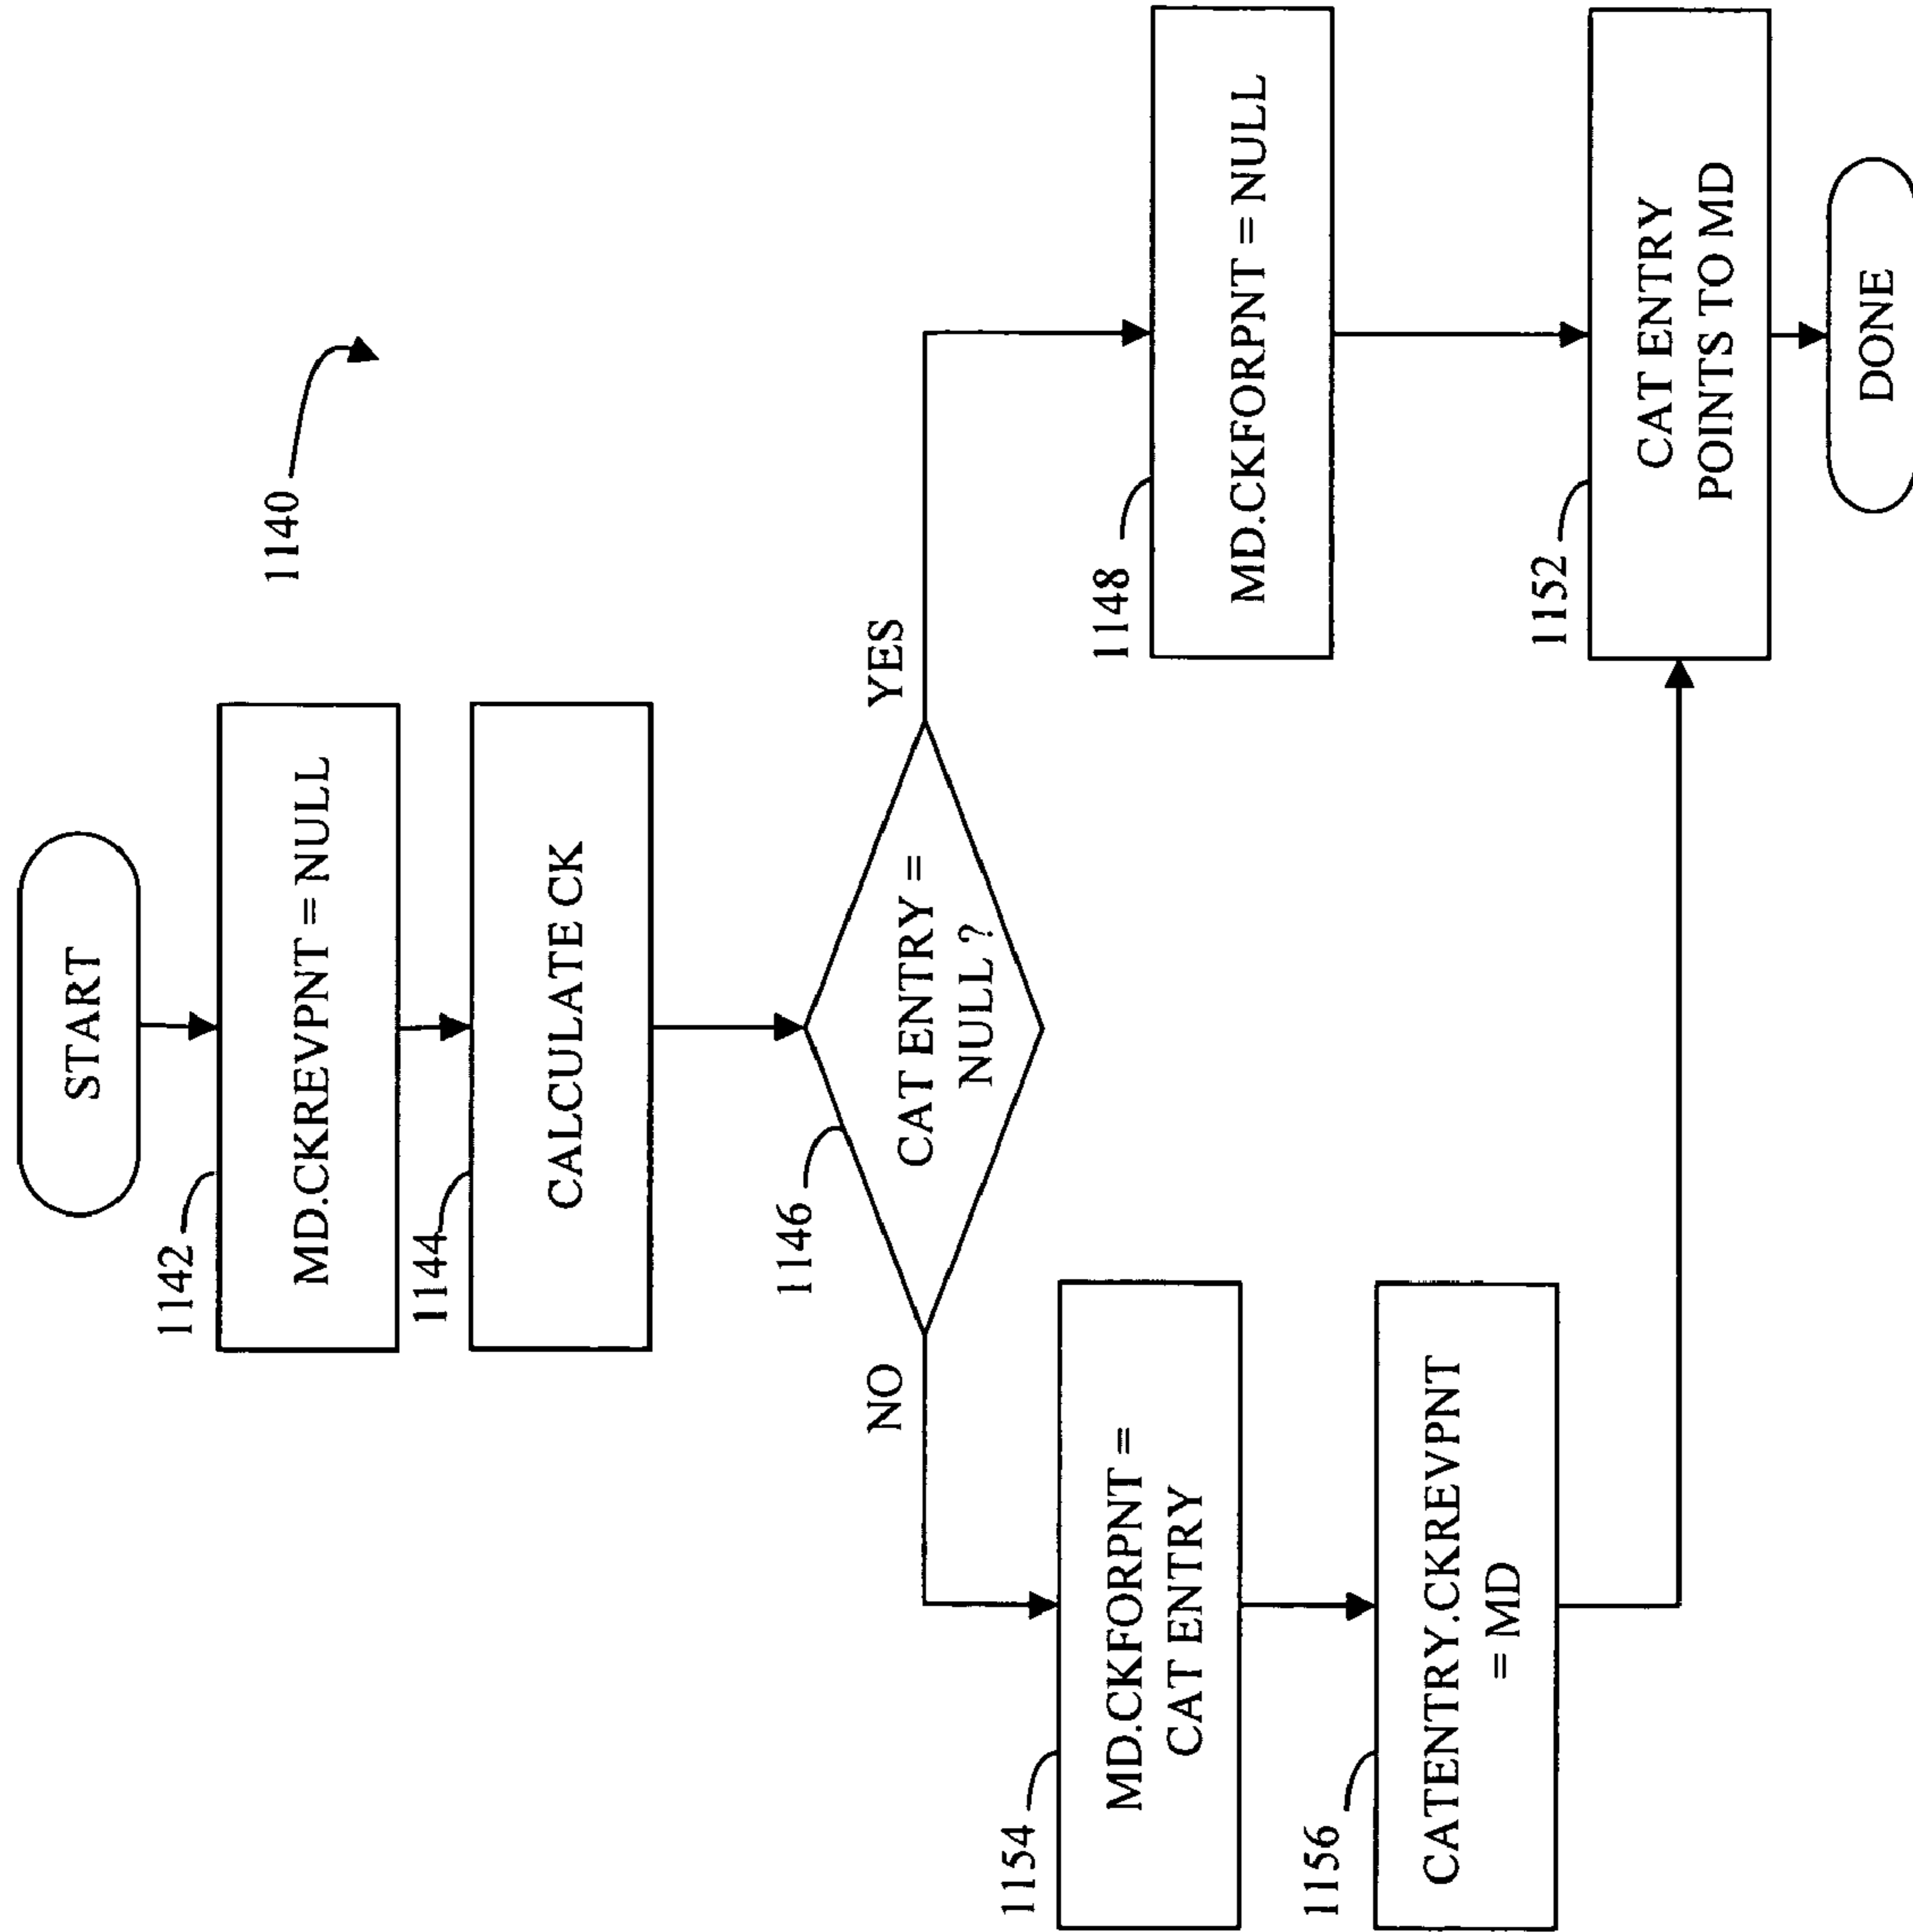 START
1140
1142
MD.CKREVPNT = NULL
1144
CALCULATE CK
1146
CAT ENTRY =
NULL ?
NO
YES
1154
MD.CKFORPNT =
CAT ENTRY
1156
CATENTRY.CKREVPNT
= MD
1148
MD.CKFORPNT = NULL
1152
CAT ENTRY
POINTS TO MD
DONE